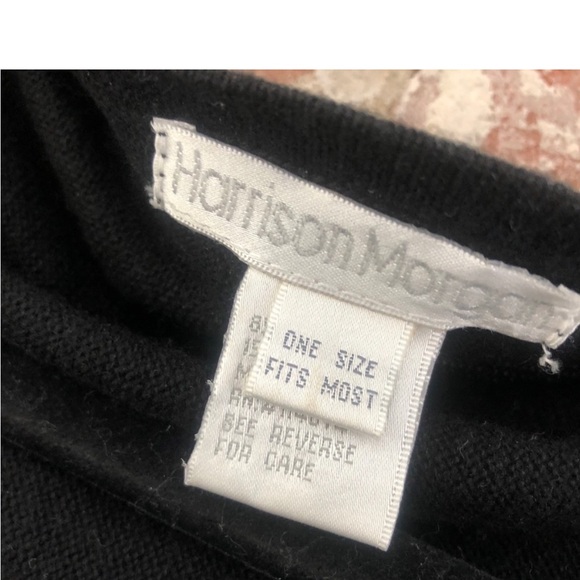 Harrison Morgan
ONE SIZE
FITS MOST
SEE REVERSE
FOR CARE